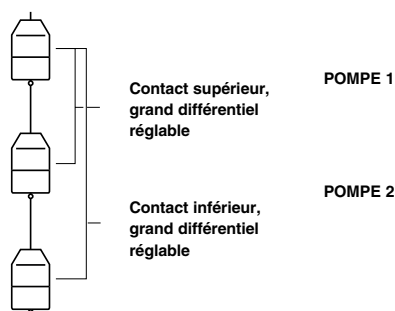 Contact supérieur,
grand différentiel
réglable
POMPE 1
Contact inférieur,
grand différentiel
réglable
POMPE 2